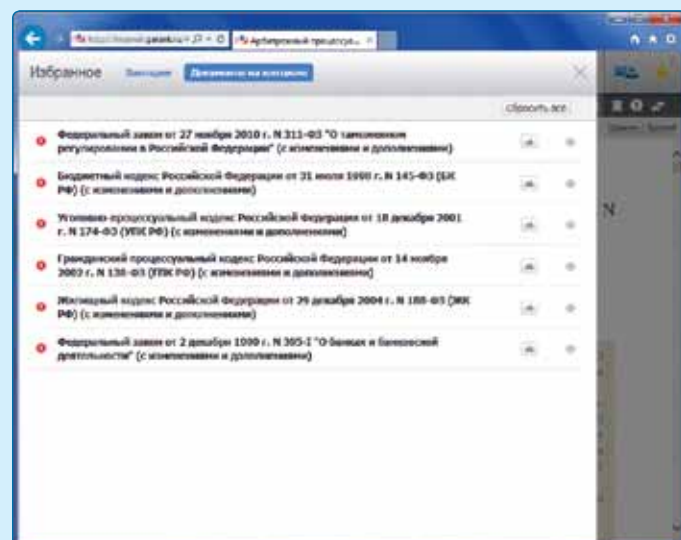 Арбитражный процессу...
Избранное Закладки Документы на контроле
Сбросить все
Федеральный закон от 27 ноября 2010 г. N 311-ФЗ "О таможенном
регулировании в Российской Федерации" (с изменениями и дополнениями)
Бюджетный кодекс Российской Федерации от 31 июля 1998 г. N 145-ФЗ (БК
РФ) (с изменениями и дополнениями)
Уголовно-процессуальный кодекс Российской Федерации от 18 декабря 2001
г. N 174-ФЗ (УПК РФ) (с изменениями и дополнениями)
Гражданский процессуальный кодекс Российской Федерации от 14 ноября
2002 г. N 138-ФЗ (ГПК РФ) (с изменениями и дополнениями)
Жилищный кодекс Российской Федерации от 29 декабря 2004 г. N 188-ФЗ (ЖК
РФ) (с изменениями и дополнениями)
Федеральный закон от 2 декабря 1990 г. N 395-I "О банках и банковской
деятельности" (с изменениями и дополнениями)
N